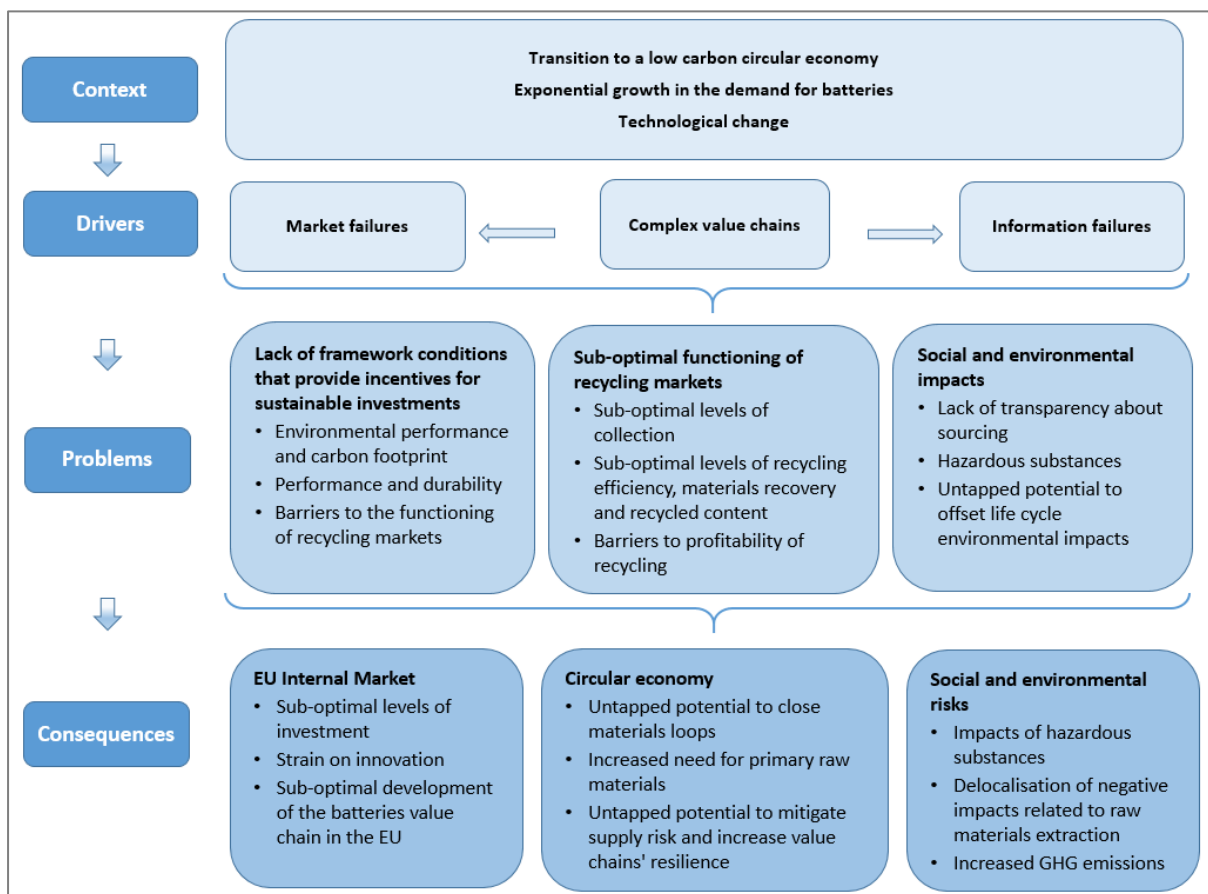 Context
Transition to a low carbon circular economy
Exponential growth in the demand for batteries
Technological change
Drivers
Market failures
Complex value chains
Information failures
Problems
Lack of framework conditions
that provide incentives for
sustainable investments
• Environmental performance
and carbon footprint
• Performance and durability
• Barriers to the functioning
of recycling markets
Sub-optimal functioning of
recycling markets
• Sub-optimal levels of
collection
• Sub-optimal levels of recycling
efficiency, materials recovery
and recycled content
• Barriers to profitability of
recycling
Social and environmental
impacts
• Lack of transparency about
sourcing
• Hazardous substances
• Untapped potential to
offset life cycle
environmental impacts
Consequences
EU Internal Market
• Sub-optimal levels of
investment
• Strain on innovation
• Sub-optimal development
of the batteries value
chain in the EU
Circular economy
• Untapped potential to close
materials loops
• Increased need for primary raw
materials
• Untapped potential to mitigate
supply risk and increase value
chains' resilience
Social and environmental
risks
• Impacts of hazardous
substances
• Delocalisation of negative
impacts related to raw
materials extraction
• Increased GHG emissions